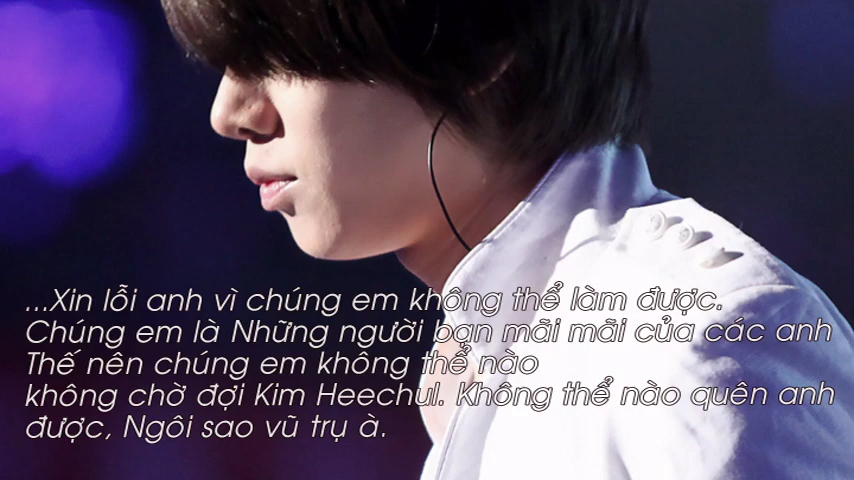 ...Xin lỗi anh vì chúng em không thể làm được.
Chúng em là Những người bạn mãi mãi của các anh
Thế nên chúng em không thể nào
không chờ đợi Kim Heechul. Không thể nào quên anh
được, Ngôi sao vũ trụ à.